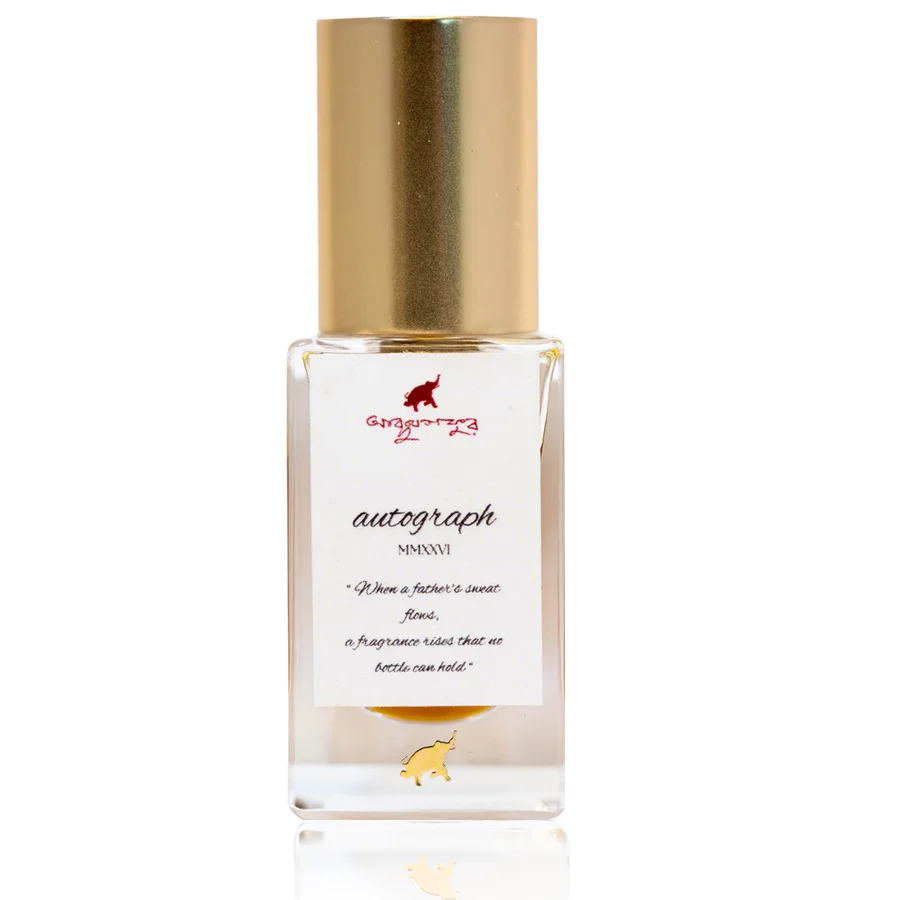 autograph
MMXXVI
" When a father's sweat
flows,
a fragrance rises that no
bottle can hold "